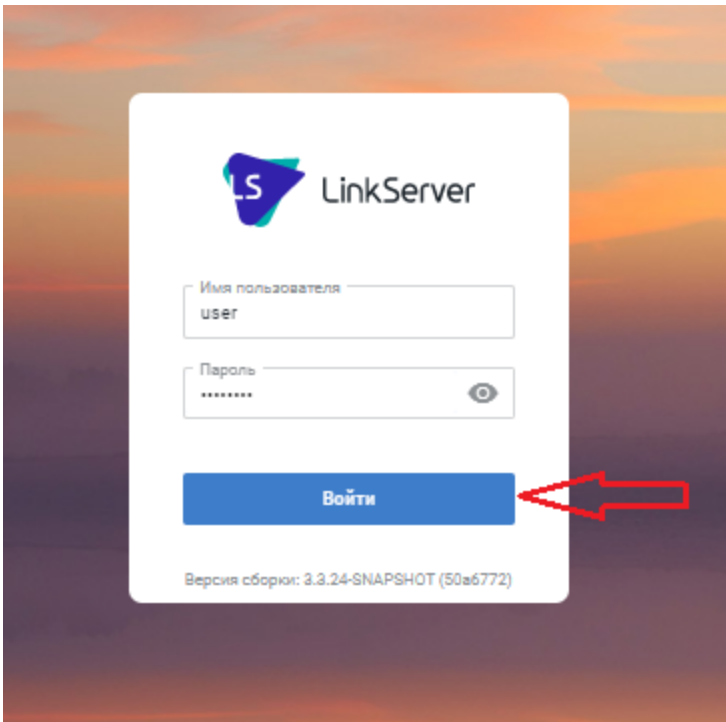 LS LinkServer
Имя пользователя
user
Пароль
••••••••
Войти
Версия сборки: 3.3.24-SNAPSHOT (50a6772)